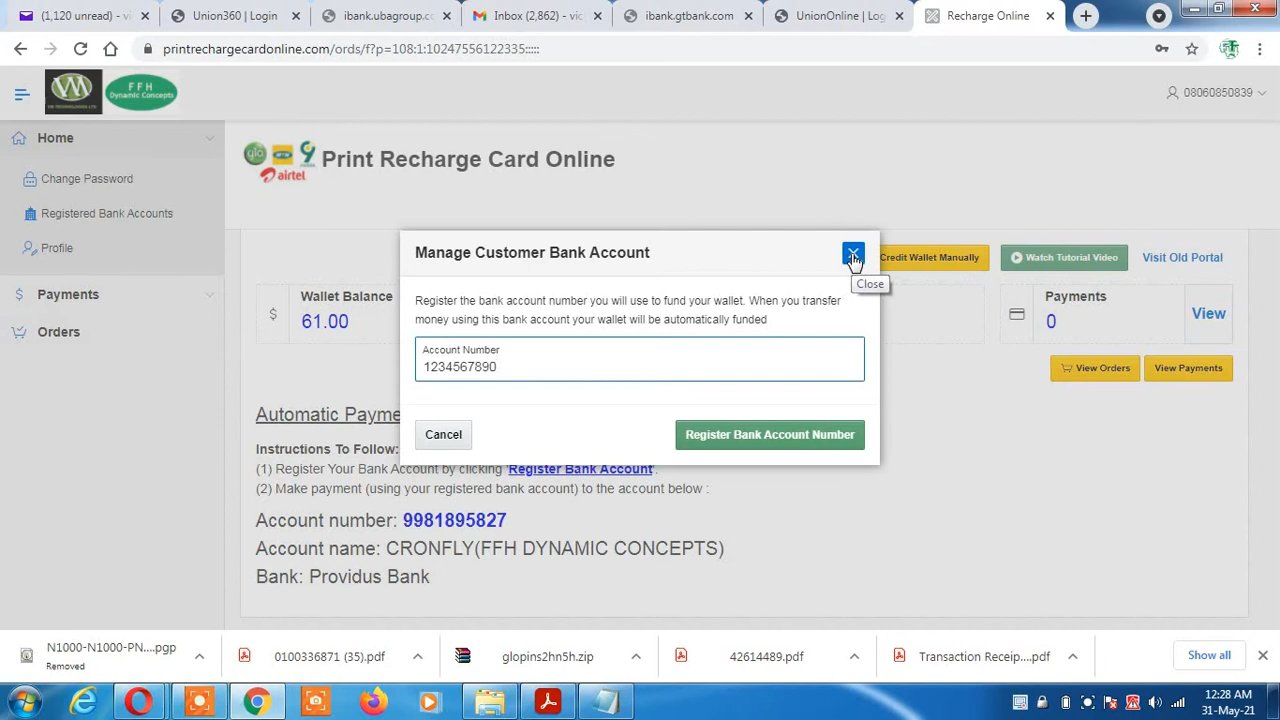 (1,120 unread) - vi
Union360 | Login
ibank.ubagroup.co
Inbox (2,662) - vic
ibank.gtbank.com
UnionOnline | Log
Recharge Online
printrechargecardonline.com/ords/f?p=108:1:10247556122335:::::
VM
FFH
Dynamic Concepts
08060850839
Home
Change Password
Registered Bank Accounts
Profile
Payments
Orders
glo
airtel
Print Recharge Card Online
Credit Wallet Manually
Watch Tutorial Video
Visit Old Portal
Wallet Balance
61.00
Payments
0
View
View Orders
View Payments
Manage Customer Bank Account
Close
Register the bank account number you will use to fund your wallet. When you transfer
money using this bank account your wallet will be automatically funded
Account Number
1234567890
Cancel
Register Bank Account Number
Automatic Payme
Instructions To Follow:
(1) Register Your Bank Account by clicking 'Register Bank Account'.
(2) Make payment (using your registered bank account) to the account below :
Account number: 9981895827
Account name: CRONFLY(FFH DYNAMIC CONCEPTS)
Bank: Providus Bank
N1000-N1000-PN....pgp
Removed
0100336871 (35).pdf
glopins2hn5h.zip
42614489.pdf
Transaction Receip....pdf
Show all
12:28 AM
31-May-21